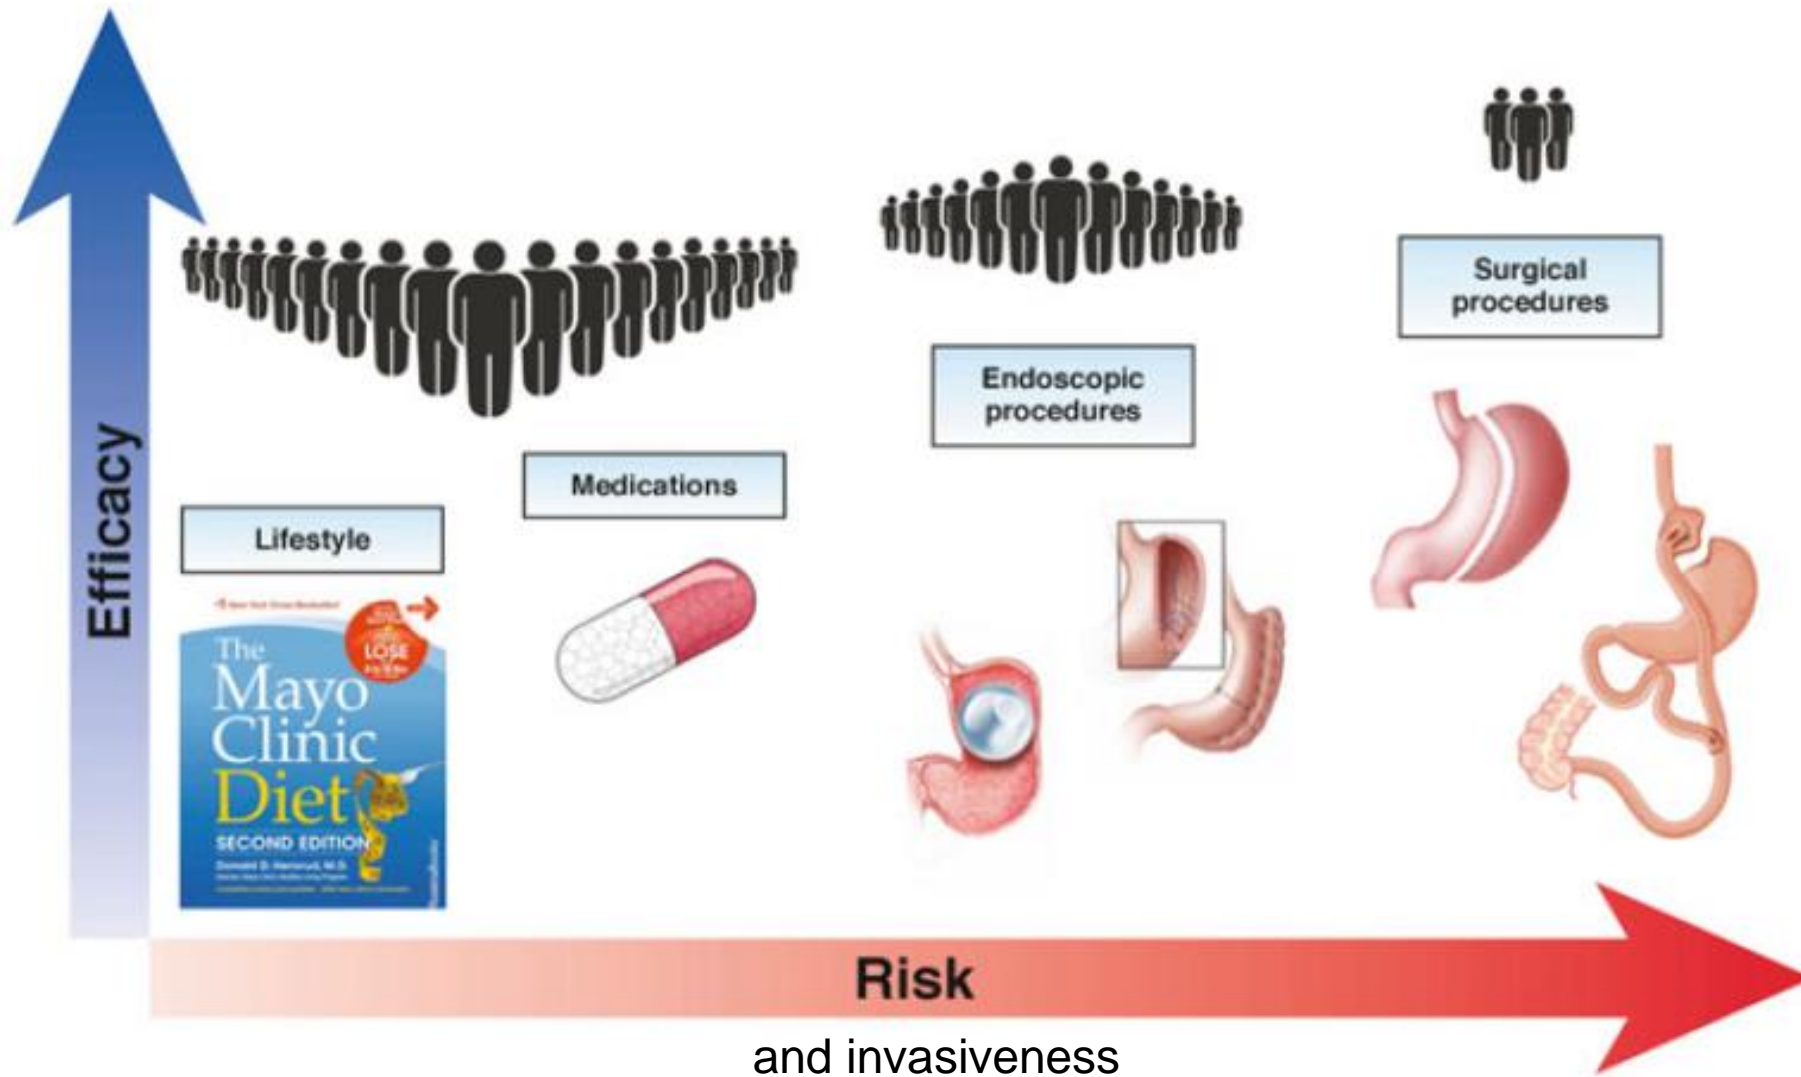 Efficacy
Lifestyle
Medications
Endoscopic
procedures
Surgical
procedures
The
Mayo
Clinic
Diet
SECOND EDITION
LOSE
Risk
and invasiveness